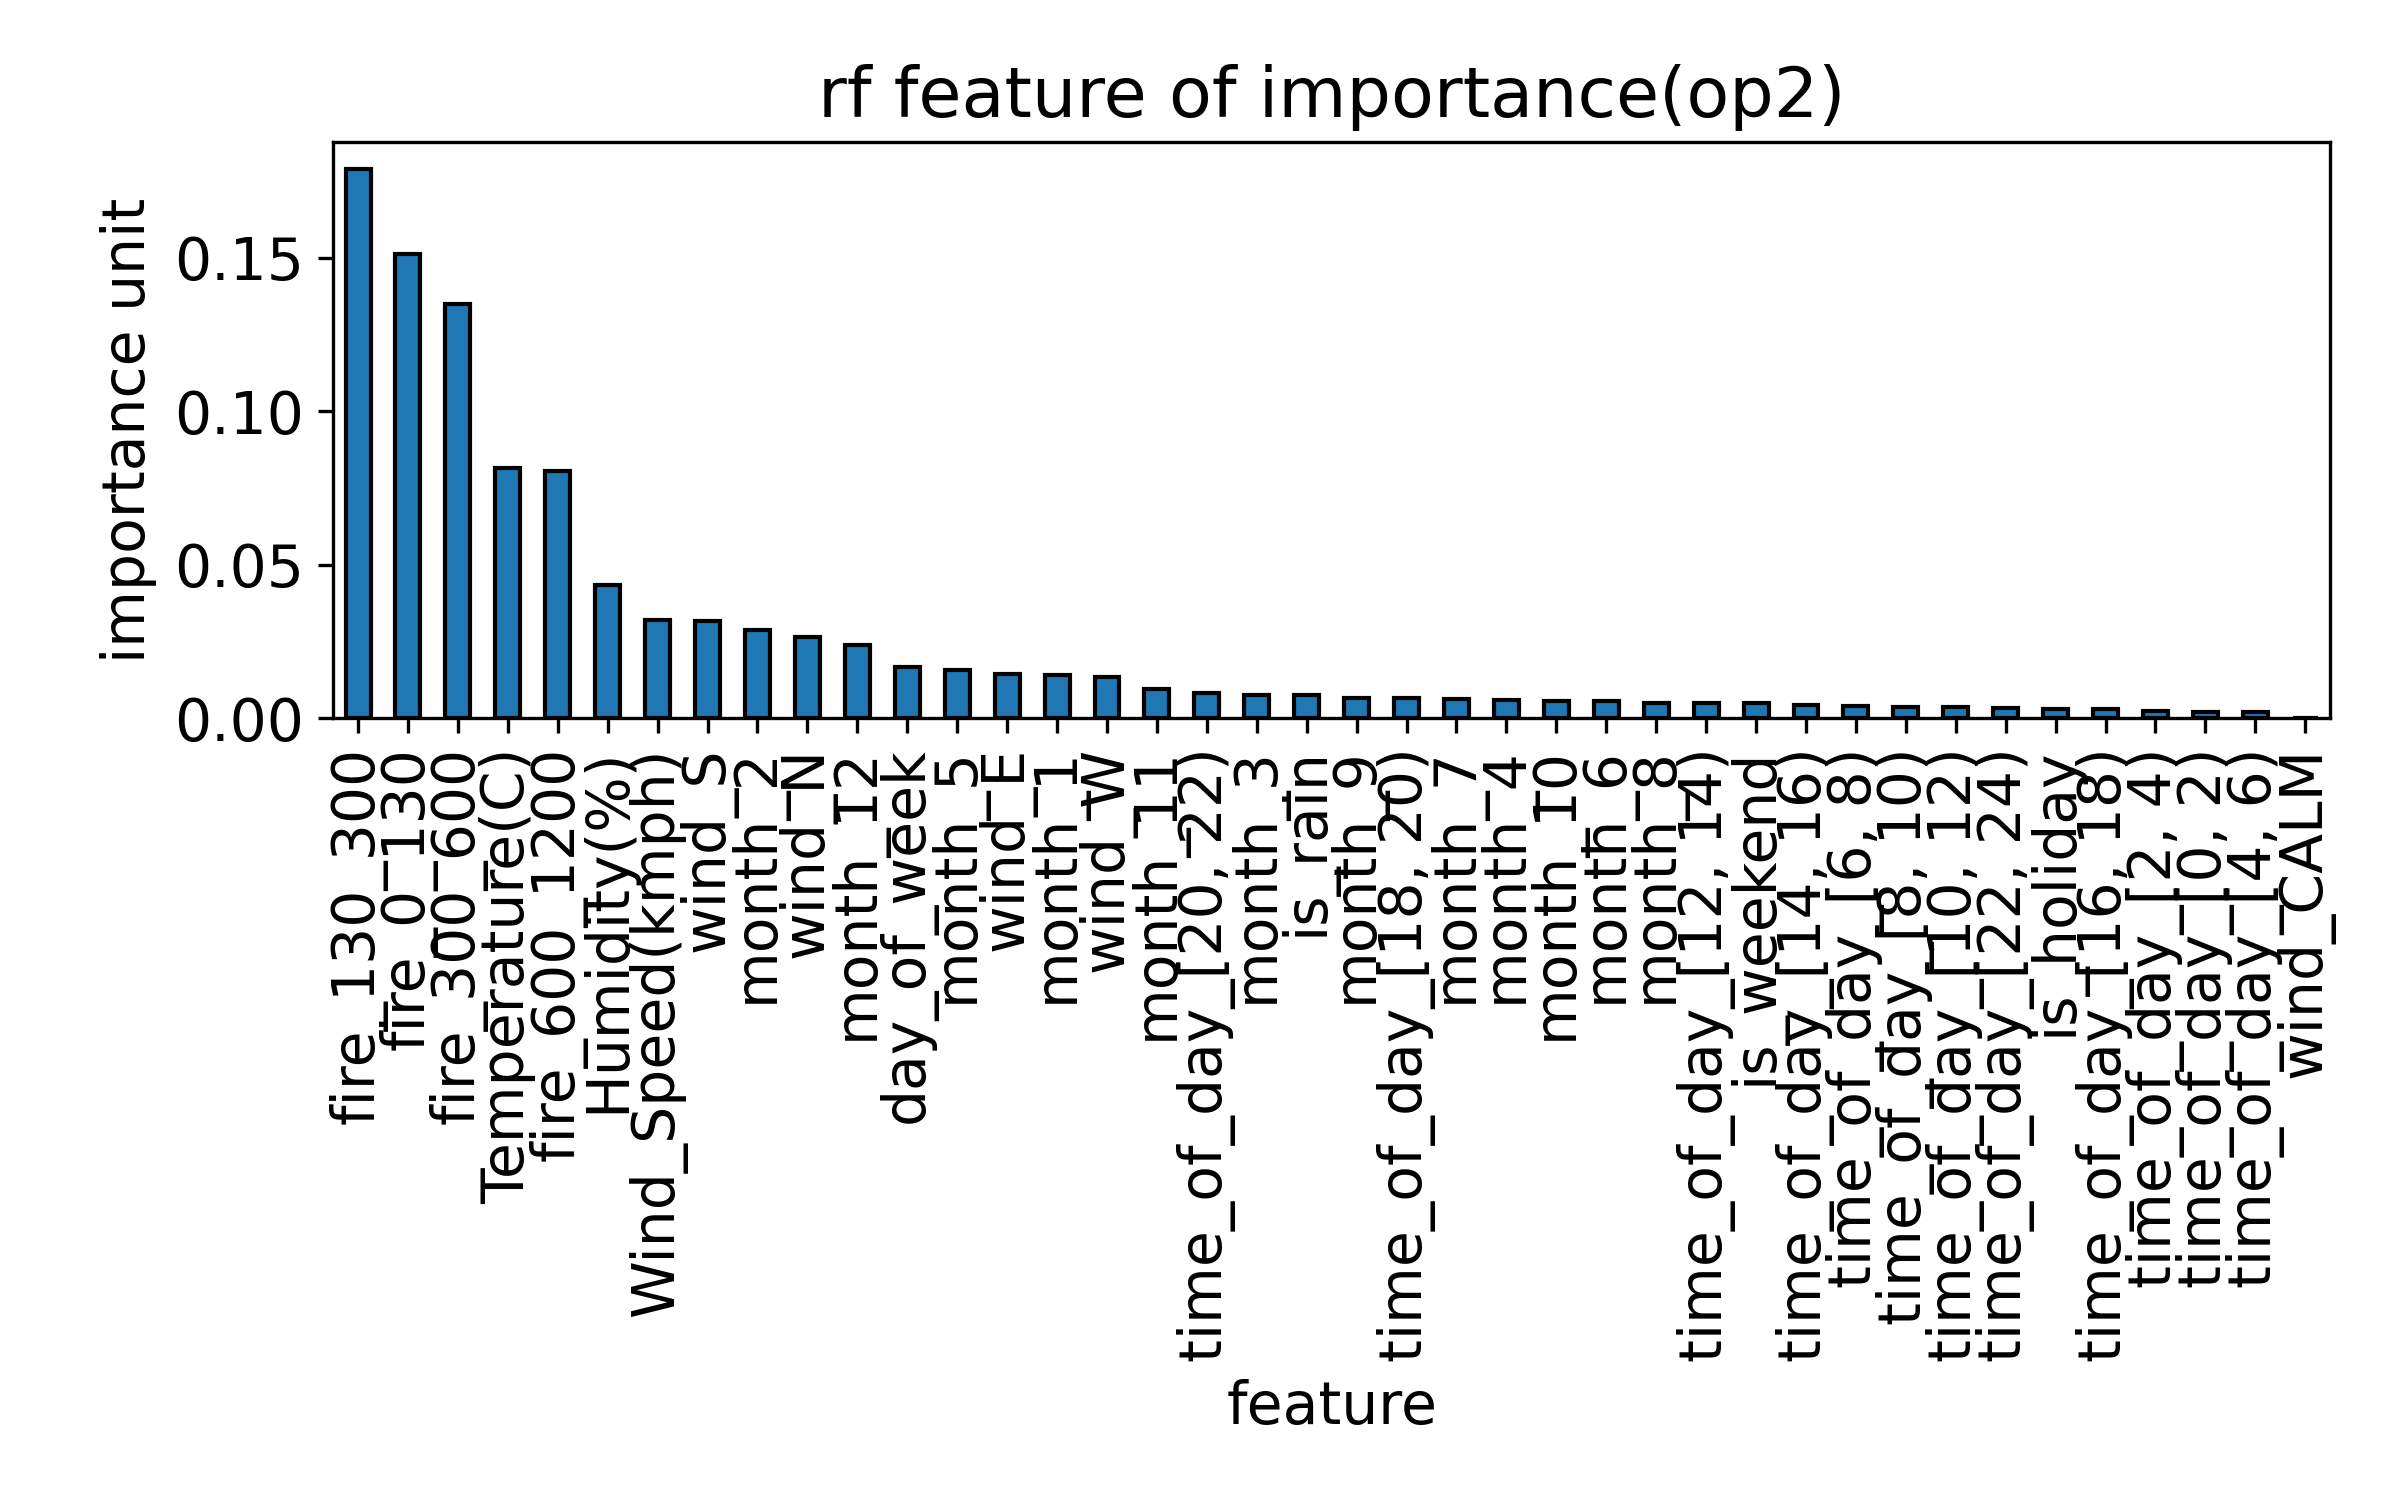 rf feature of importance(op2)
importance unit
0.15
0.10
0.05
0.00
fire_130_300
fire_0_130
fire_300_600
Temperature(C)
fire_600_1200
Humidity(%)
Wind_Speed(kmph)
wind_S
month_2
wind_N
month_12
day_of_week
month_5
wind_E
month_1
wind_W
month_11
time_of_day_[20, 22)
month_3
is_rain
month_9
time_of_day_[18, 20)
month_7
month_4
month_10
month_6
month_8
time_of_day_[12, 14)
is_weekend
time_of_day_[14, 16)
time_of_day_[6, 8)
time_of_day_[8, 10)
time_of_day_[10, 12)
time_of_day_[22, 24)
is_holiday
time_of_day_[16, 18)
time_of_day_[2, 4)
time_of_day_[0, 2)
time_of_day_[4, 6)
wind_CALM
feature